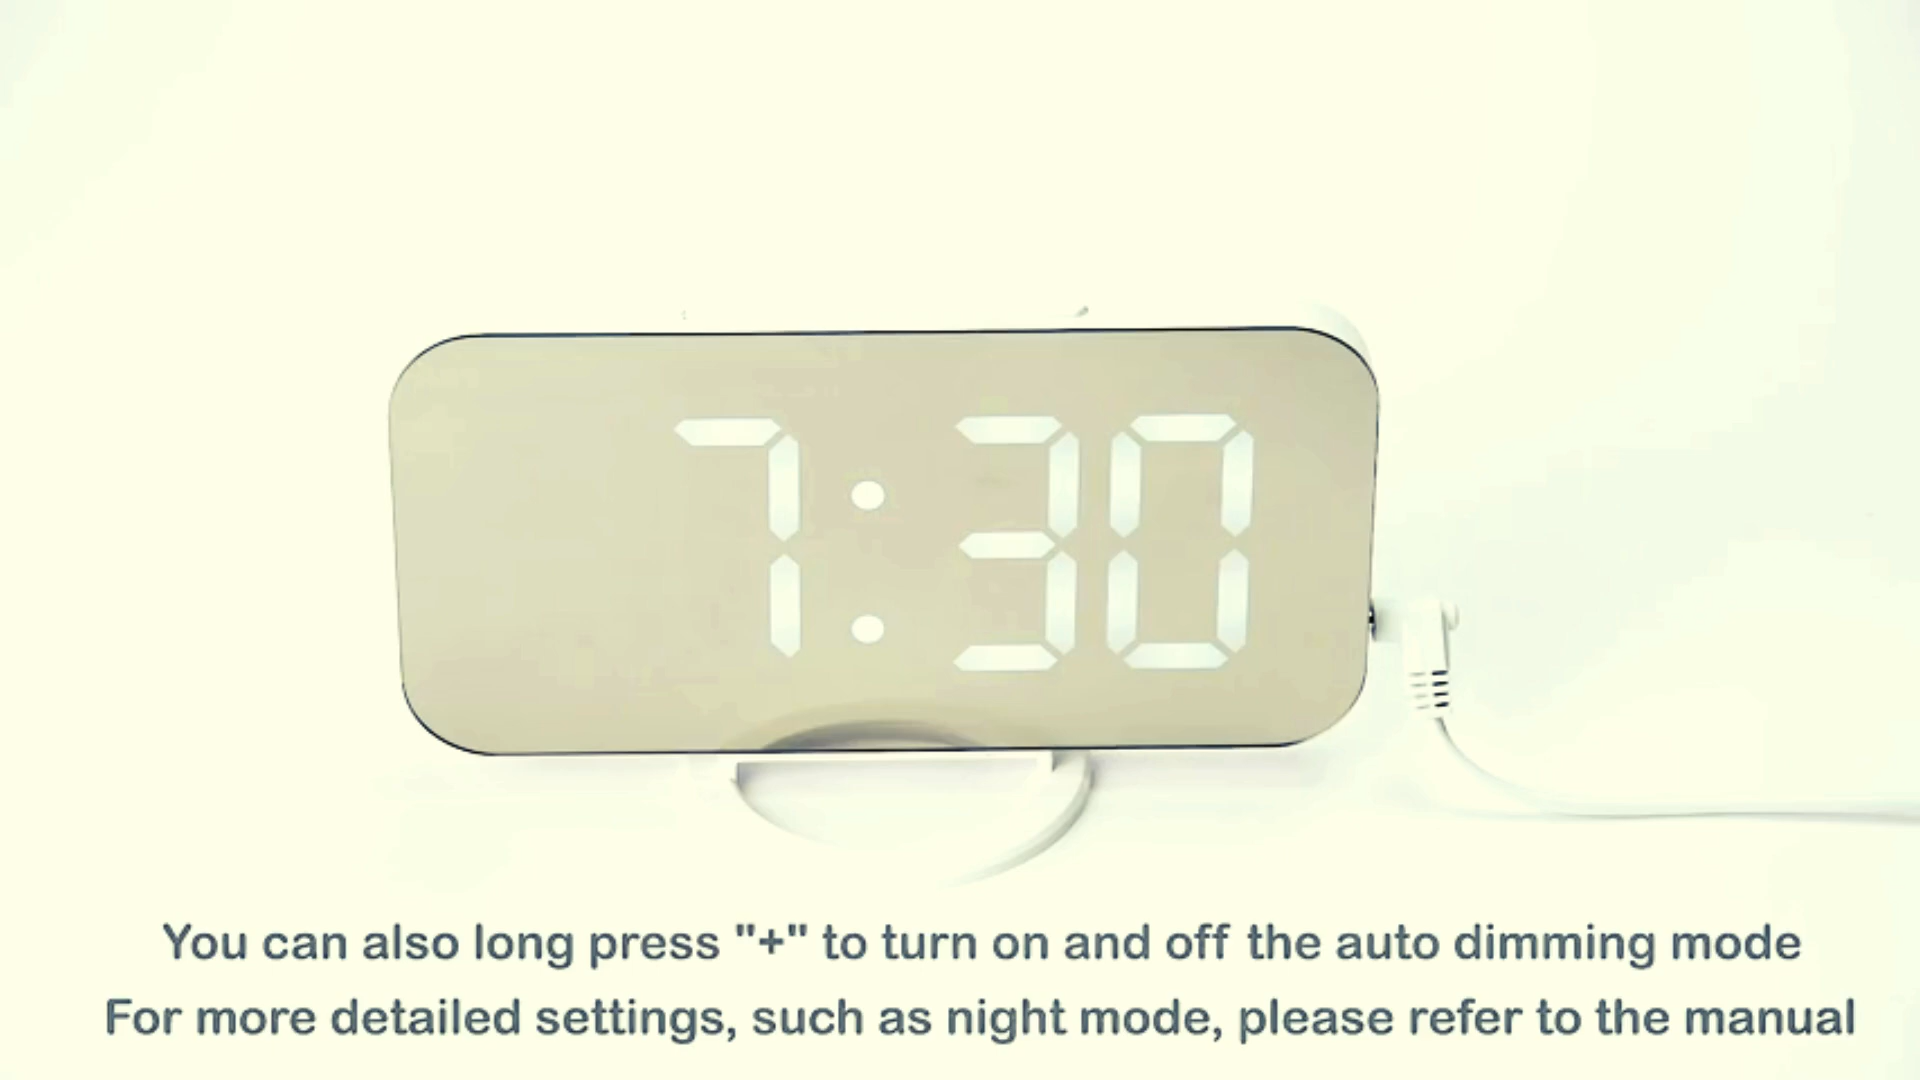 7:30
You can also long press "+" to turn on and off the auto dimming mode
For more detailed settings, such as night mode, please refer to the manual